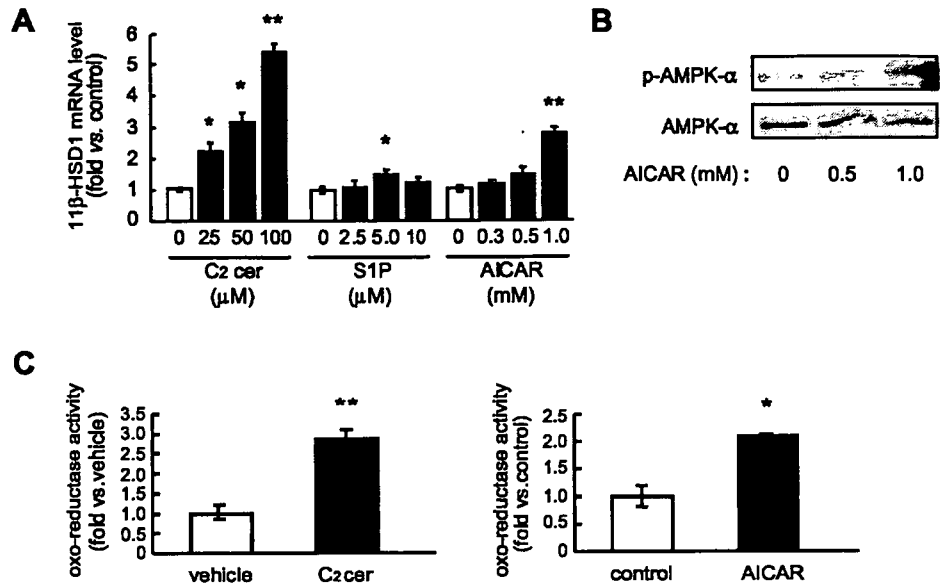 A
11β-HSD1 mRNA level
((fold vs. control)
6
5
4
3
2
1
0
* * ** * **
0 25 50 100 0 2.5 5.0 10 0 0.3 0.5 1.0
C2 cer S1P AICAR
(μM) (μM) (mM)
B
p-AMPK-α
AMPK-α
AICAR (mM) : 0 0.5 1.0
C
oxo-reductase activity
(fold vs.vehicle)
3.5
3.0
2.5
2.0
1.5
1.0
0.5
0
**
vehicle C2cer
oxo-reductase activity
(fold vs.control)
2.5
2.0
1.5
1.0
0.5
0
*
control AICAR